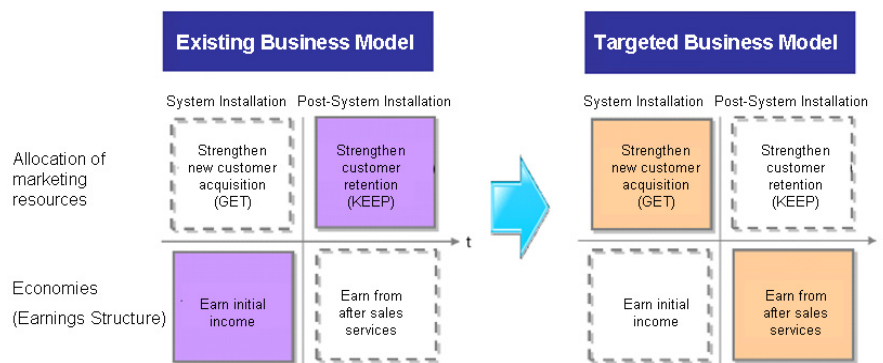 Existing Business Model
Targeted Business Model
System Installation
Post-System Installation
System Installation
Post-System Installation
Allocation of
marketing
resources
Strengthen
new customer
acquisition
(GET)
Strengthen
customer
retention
(KEEP)
Strengthen
new customer
acquisition
(GET)
Strengthen
customer
retention
(KEEP)
t
t
Economies
(Earnings Structure)
Earn initial
income
Earn from
after sales
services
Earn initial
income
Earn from
after sales
services